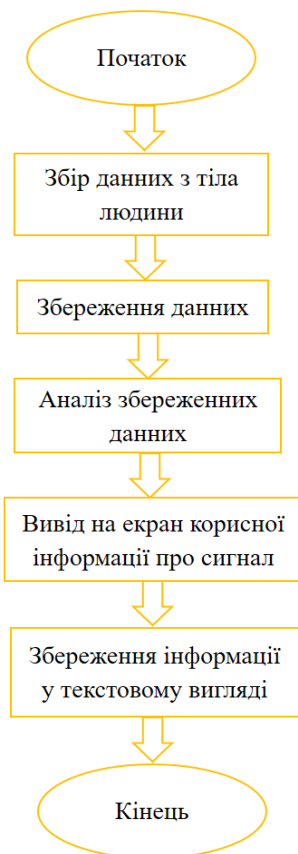 Початок
Збір данних з тіла
людини
Збереження данних
Аналіз збереженних
данних
Вивід на екран корисної
інформації про сигнал
Збереження інформації
у текстовому вигляді
Кінець